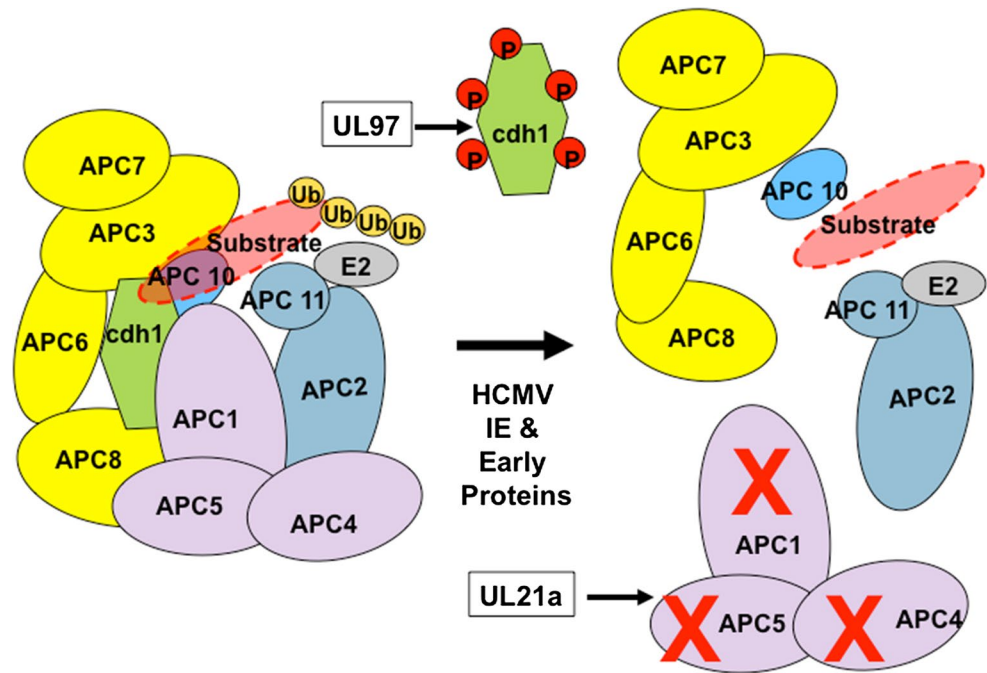 APC7
APC3
Ub
Ub
Ub
Ub
Substrate
APC 10
E2
APC 11
cdh1
APC6
APC2
APC1
APC8
APC5
APC4
UL97
P
P
P
cdh1
P
P
HCMV
IE &
Early
Proteins
APC7
APC3
APC 10
Substrate
APC6
E2
APC 11
APC8
APC2
X
APC1
UL21a
X
APC5
X
APC4